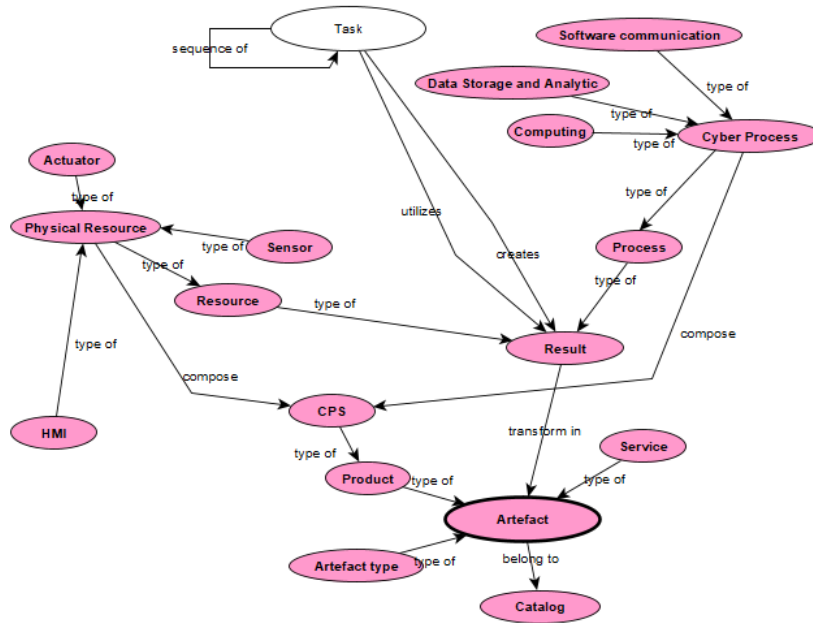 Task
sequence of
Software communication
Data Storage and Analytic
type of
type of
Computing
type of
Cyber Process
Actuator
type of
type of
utilizes
Physical Resource
type of
Sensor
creates
Process
type of
type of
Resource
type of
type of
Result
compose
compose
CPS
HMI
transform in
Service
type of
Product
type of
type of
Artefact
Artefact type
type of
belong to
Catalog